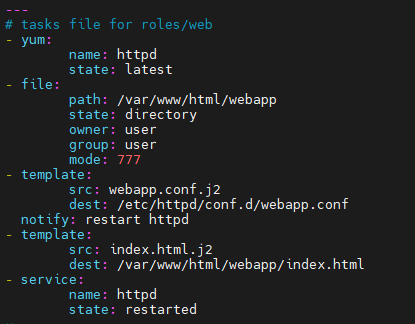 ---
# tasks file for roles/web
- yum:
        name: httpd
        state: latest
- file:
        path: /var/www/html/webapp
        state: directory
        owner: user
        group: user
        mode: 777
- template:
        src: webapp.conf.j2
        dest: /etc/httpd/conf.d/webapp.conf
  notify: restart httpd
- template:
        src: index.html.j2
        dest: /var/www/html/webapp/index.html
- service:
        name: httpd
        state: restarted